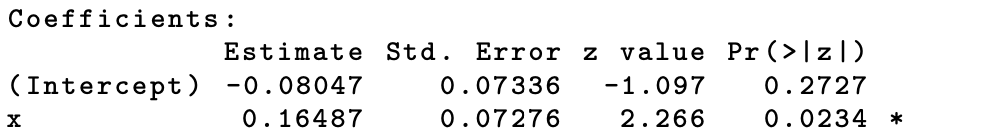 Coefficients:
Estimate Std. Error z value Pr(>|z|)
(Intercept) -0.08047 0.07336 -1.097 0.2727
x 0.16487 0.07276 2.266 0.0234 *